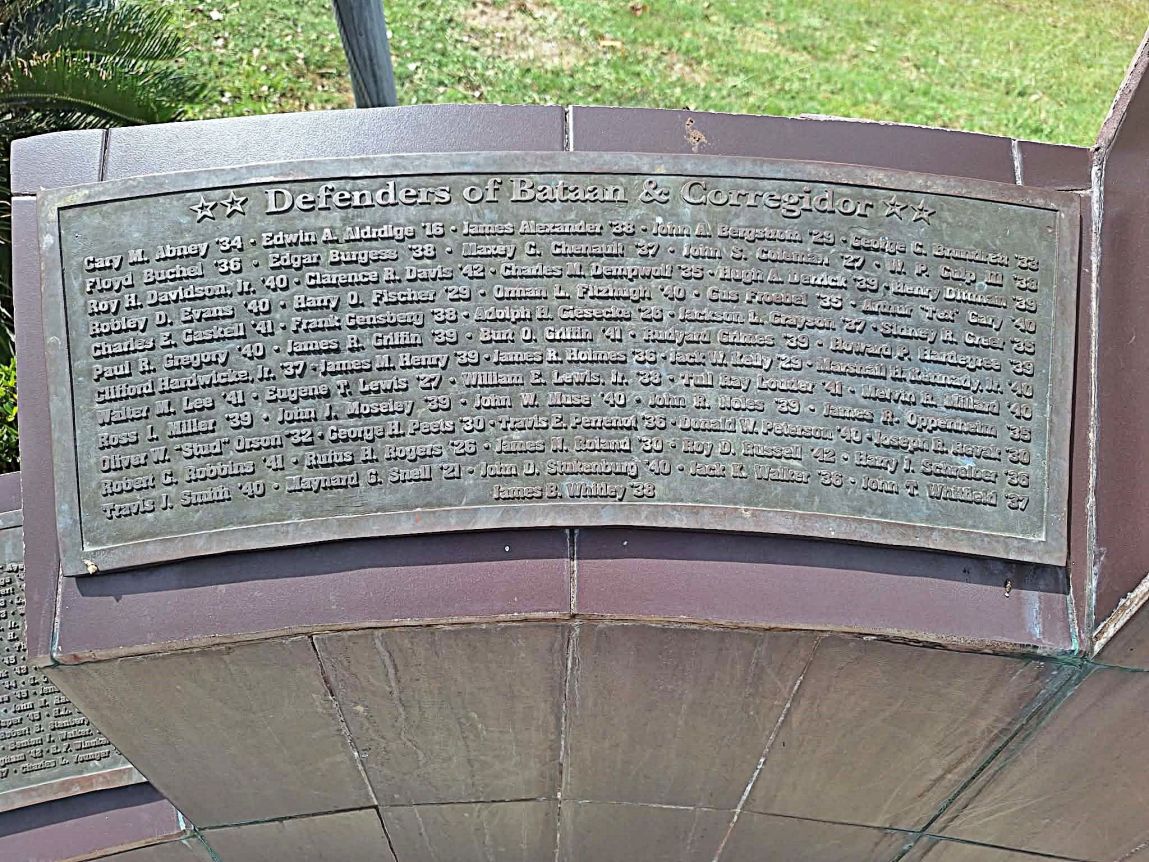 ☆☆ Defenders of Bataan & Corregidor ☆☆
Cary M. Abney '34 · Edwin A. Aldrdige '16 · James Alexander '38 · John A. Bergstrom '29 · George C. Brundrett '33
Floyd Buchel '36 · Edgar Burgess '38 · Maxey C. Chenault '37 · John S. Coleman '27 · W. P. Culp III '38
Roy H. Davidson, Jr. '40 · Clarence R. Davis '42 · Charles M. Dempwolf '35 · Hugh A. Derrick '39 · Henry Dittman '39
Robley D. Evans '40 · Harry O. Fischer '29 · Orman L. Fitzhugh '40 · Gus Froebel '35 · Arthur "Tex" Gary '40
Charles E. Gaskell '41 · Frank Gensberg '38 · Adolph H. Giesecke '26 · Jackson L. Grayson '37 · Sidney H. Greer '35
Paul R. Gregory '40 · James R. Griffin '39 · Burt O. Griffin '41 · Rudyard Grimes '39 · Howard P. Hardegree '39
Clifford Hardwicke, Jr. '37 · James M. Henry '39 · James R. Holmes '36 · Jack W. Kelly '29 · Marshall H. Kennady, Jr. '40
Walter M. Lee '41 · Eugene T. Lewis '27 · William E. Lewis, Jr. '38 · Tull Ray Louder '41 · Melvin R. Millard '40
Ross I. Miller '39 · John I. Moseley '39 · John W. Muse '40 · John R. Noles '39 · James R. Oppenheim '35
Oliver W. "Stud" Orson '32 · George H. Peets '30 · Travis E. Perrenot '36 · Donald W. Peterson '40 · Joseph R. Revak '30
Robert C. Robbins '41 · Rufus H. Rogers '26 · James N. Roland '30 · Roy D. Russell '42 · Harry J. Schreiber '36
Travis J. Smith '40 · Maynard G. Snell '21 · John D. Stukenburg '40 · Jack K. Walker '36 · John T. Whitfield '37
James B. Whitley '38
Charles L. Younger